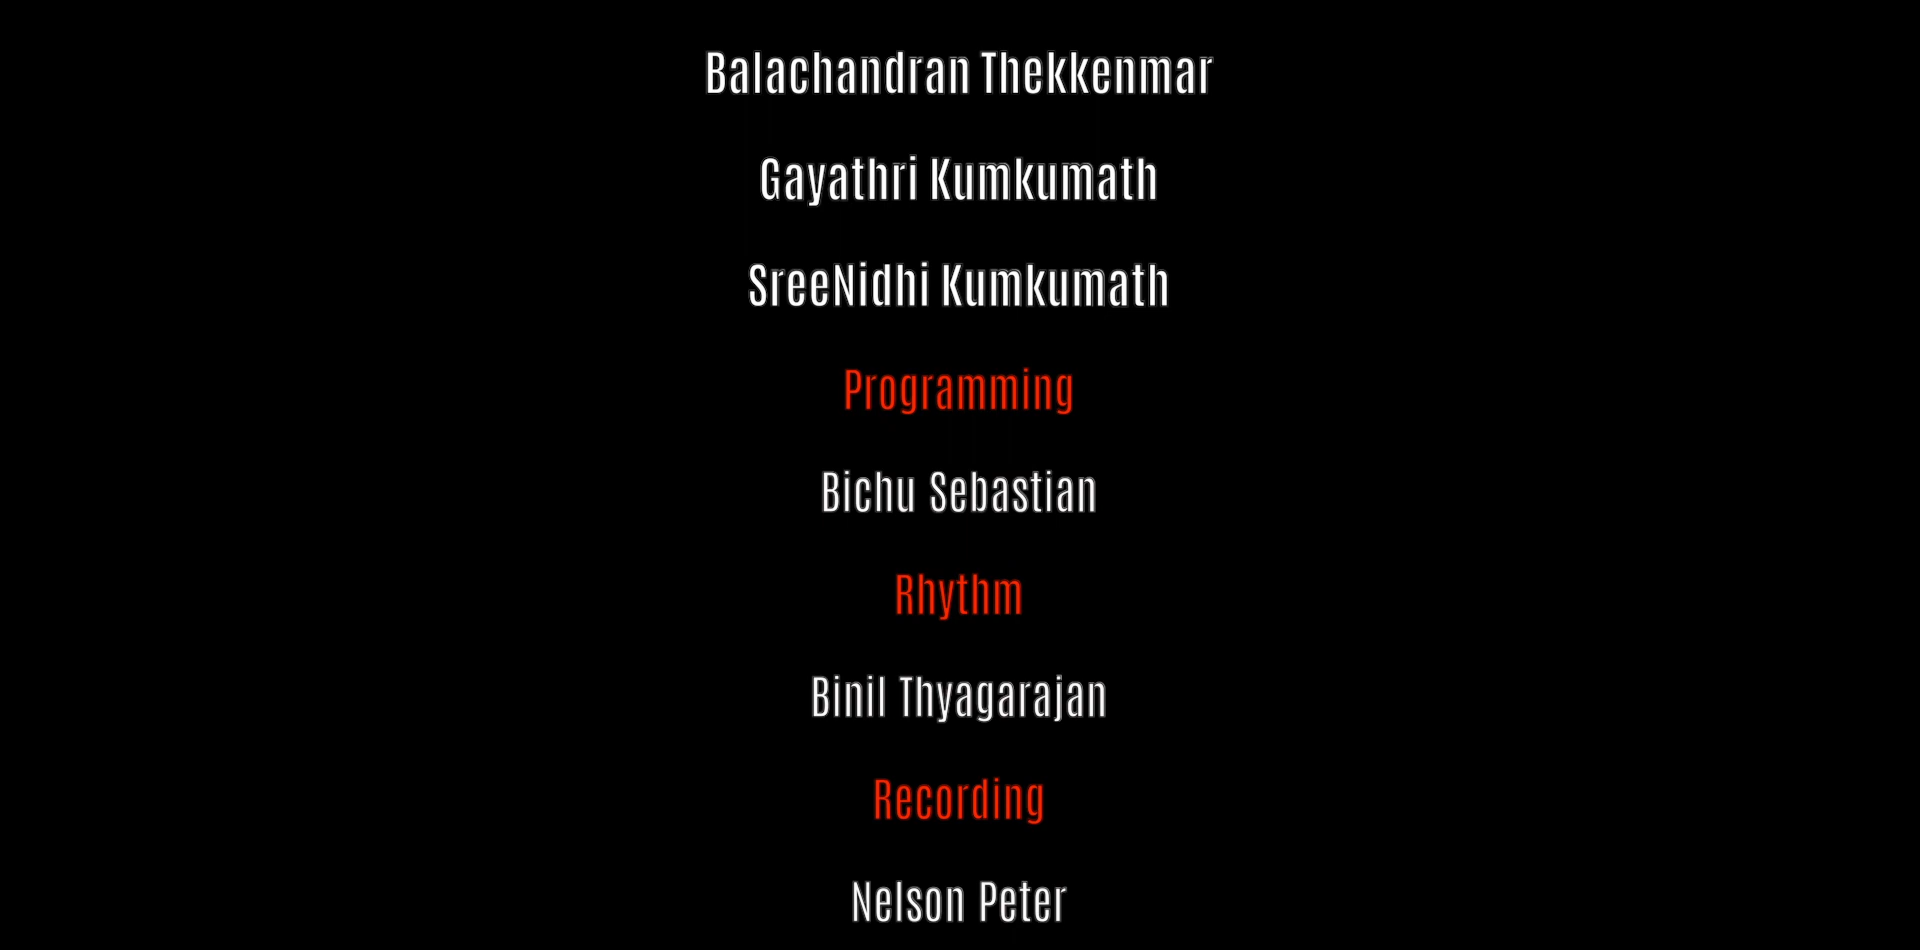 Balachandran Thekkenmar
Gayathri Kumkumath
SreeNidhi Kumkumath
Programming
Bichu Sebastian
Rhythm
Binil Thyagarajan
Recording
Nelson Peter